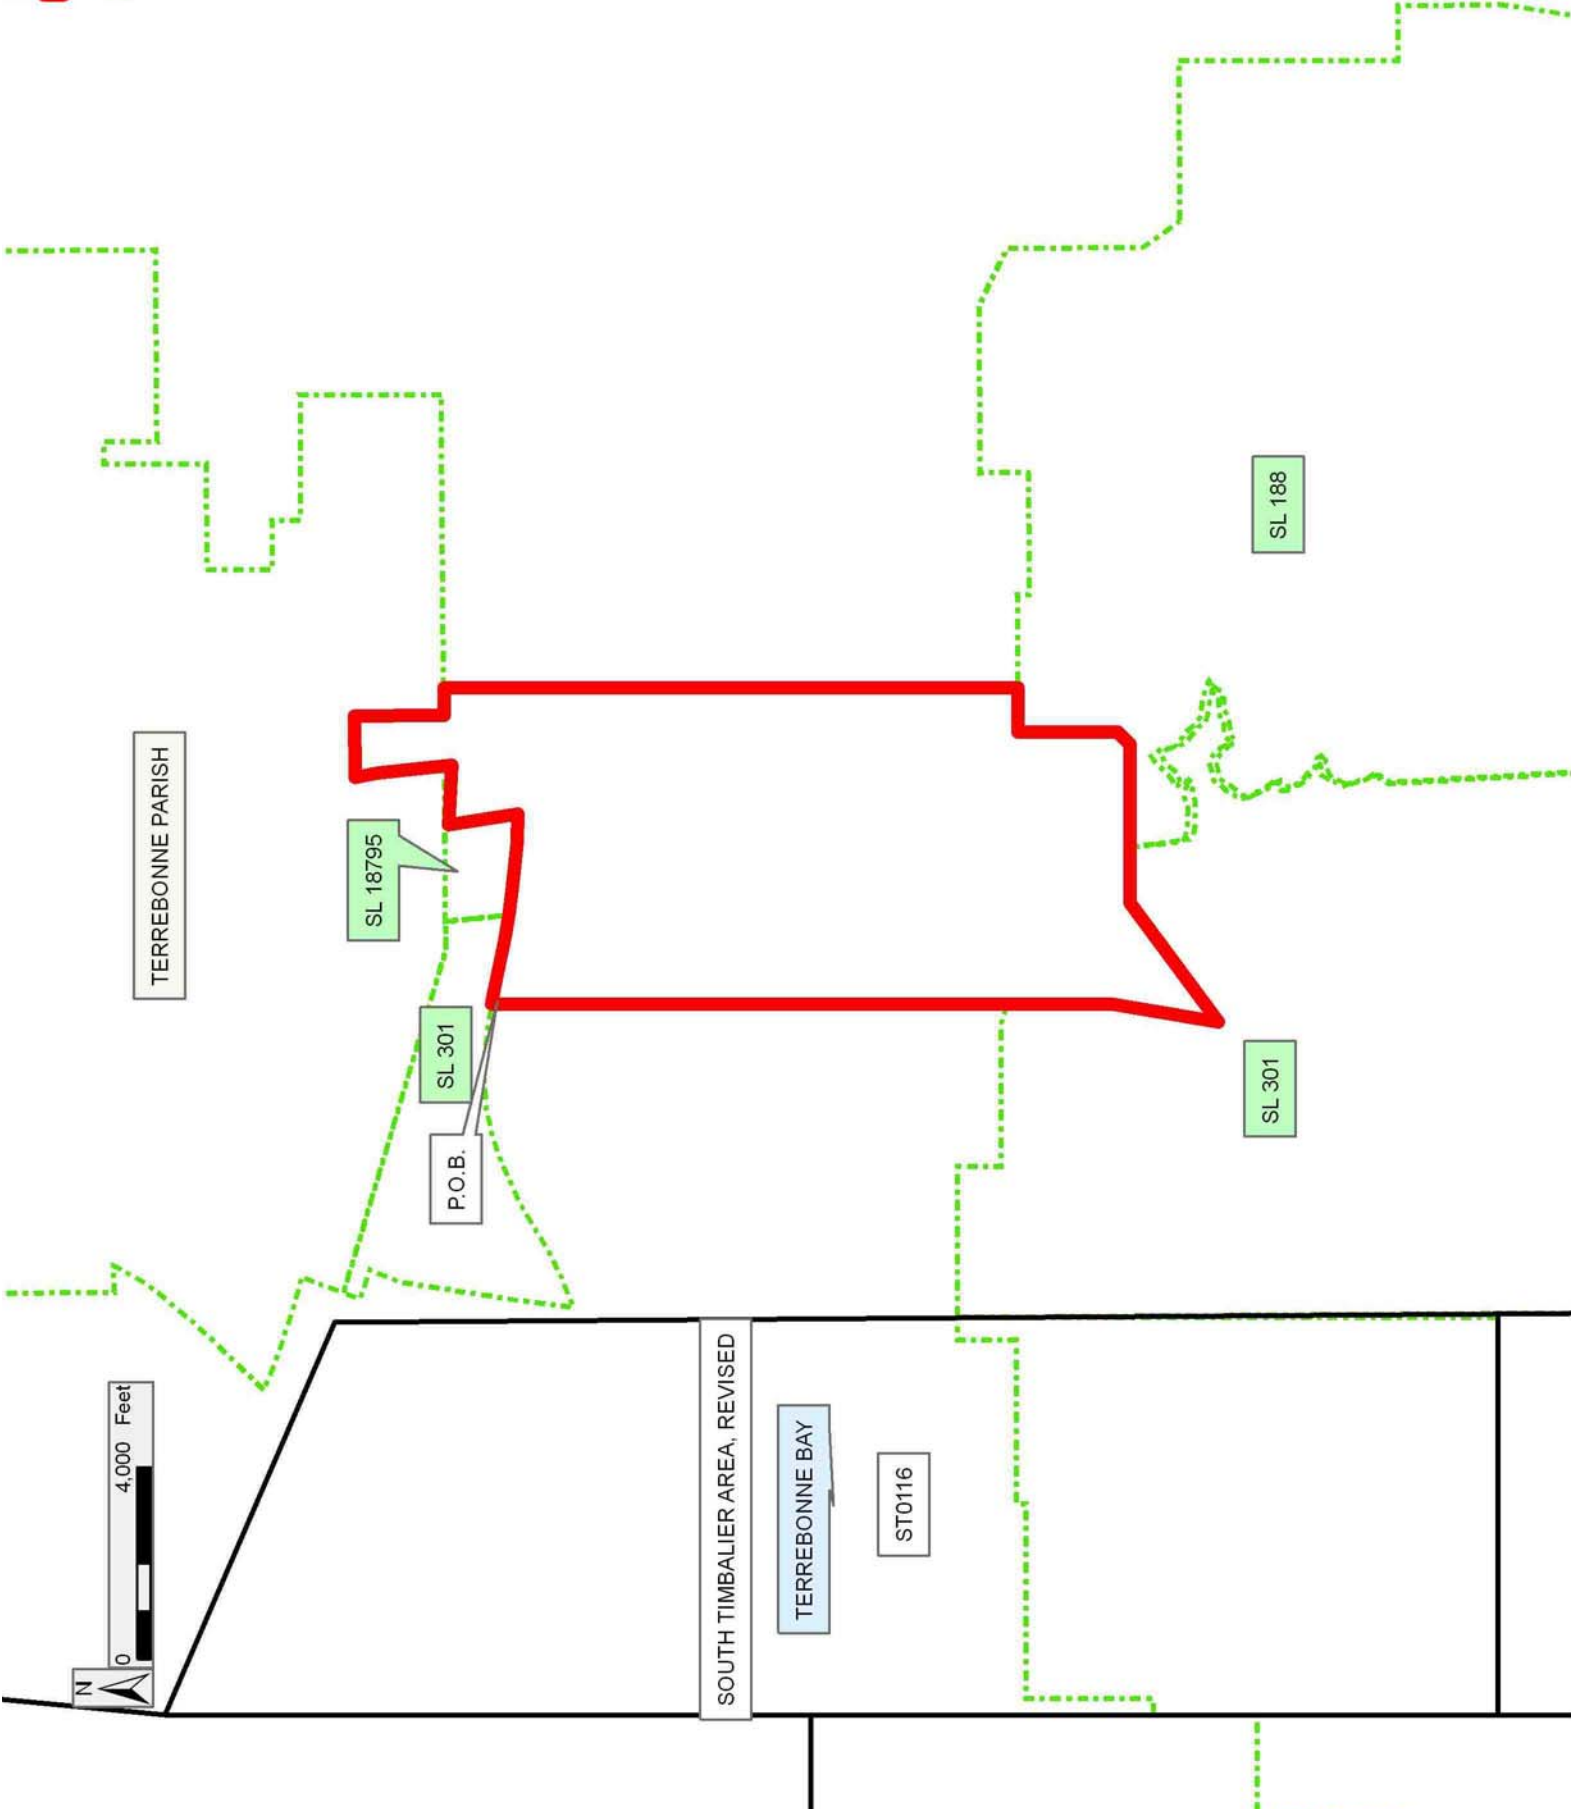 TERREBONNE PARISH
SL 18795
SL 301
P.O.B.
SL 188
SL 301
N
0 4,000 Feet
SOUTH TIMBALIER AREA, REVISED
TERREBONNE BAY
ST0116